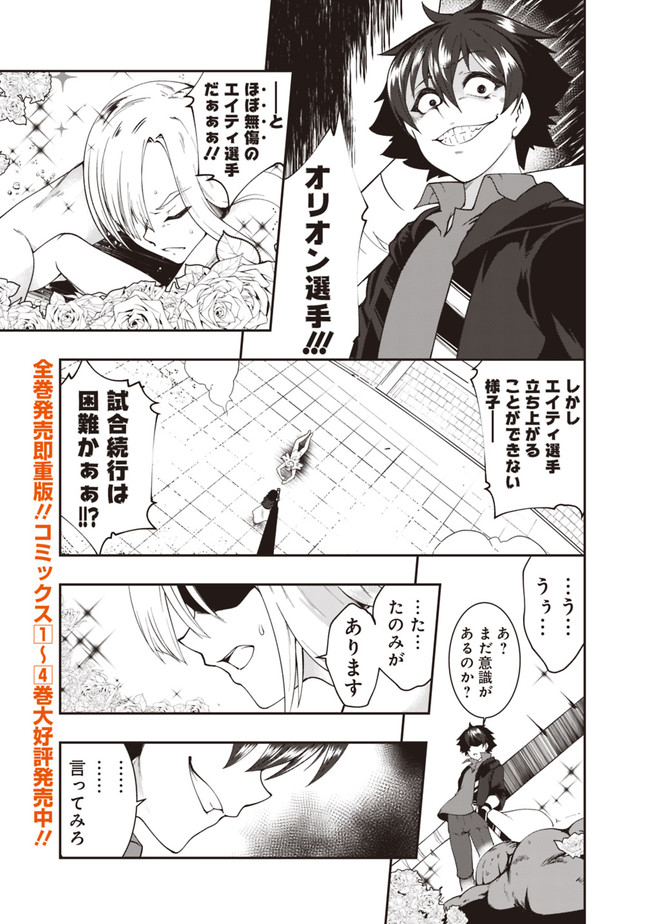 オリオン選手!!!
――と
ほぼ無傷の
エイティ選手
だぁぁぁ!!
しかし
エイティ選手
立ち上がる
ことができない
様子――
試合続行は
困難かぁぁ!!?
…う…
うぅ…
あ?
まだ意識が
あるのか?
…た…
たのみが
あります
……
……
言ってみろ
全巻発売即重版!!コミックス1〜4巻大好評発売中!!